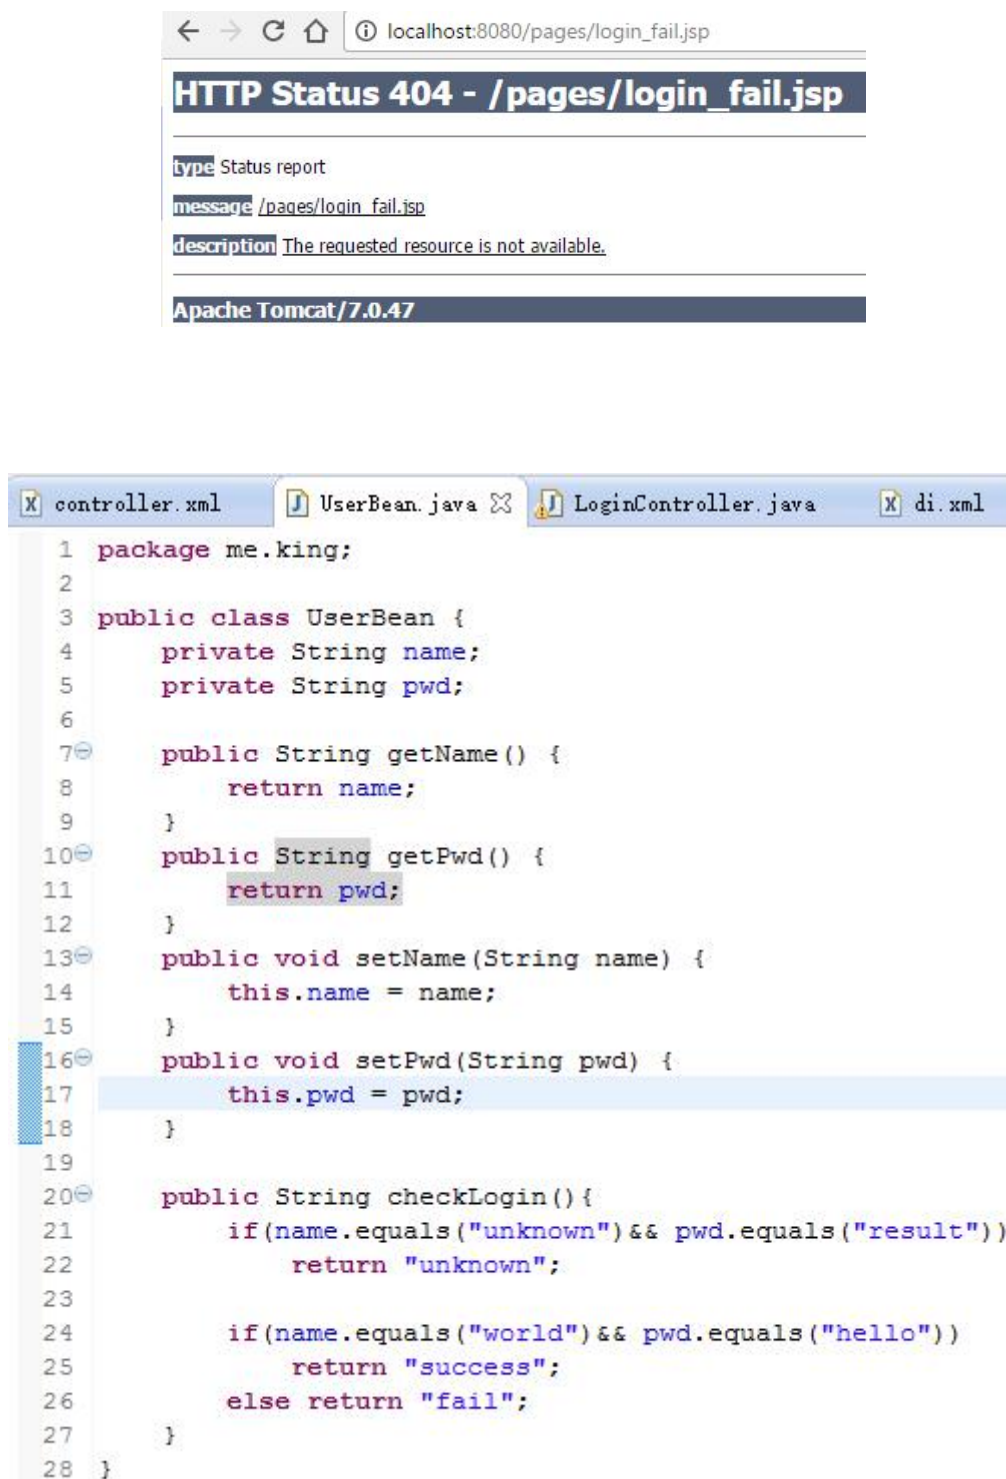 localhost:8080/pages/login_fail.jsp
HTTP Status 404 - /pages/login_fail.jsp
type Status report
message /pages/login_fail.jsp
description The requested resource is not available.
Apache Tomcat/7.0.47
controller.xml UserBean.java LoginController.java di.xml
1 package me.king;
2
3 public class UserBean {
4     private String name;
5     private String pwd;
6
7     public String getName() {
8         return name;
9     }
10     public String getPwd() {
11         return pwd;
12     }
13     public void setName(String name) {
14         this.name = name;
15     }
16     public void setPwd(String pwd) {
17         this.pwd = pwd;
18     }
19
20     public String checkLogin(){
21         if(name.equals("unknown")&& pwd.equals("result"))
22             return "unknown";
23
24         if(name.equals("world")&& pwd.equals("hello"))
25             return "success";
26         else return "fail";
27     }
28 }